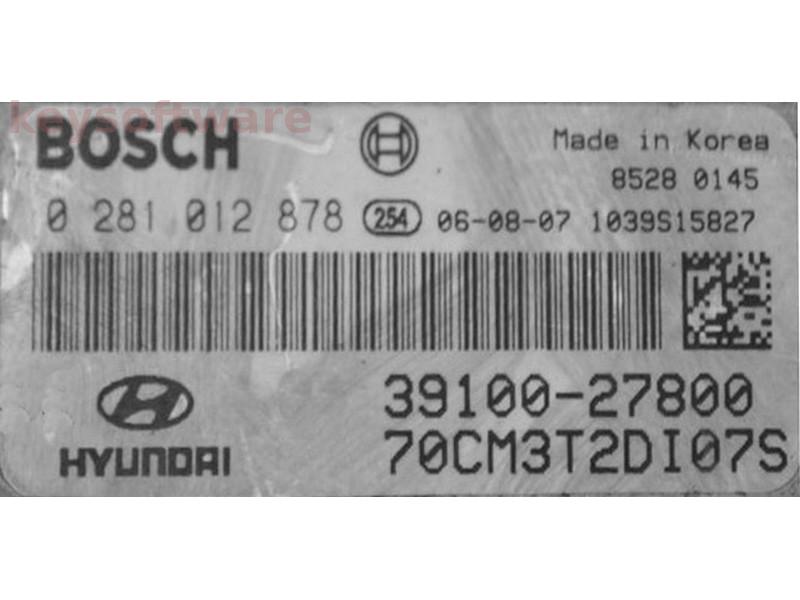 keysoftware
BOSCH
Made in Korea
8528 0145
0 281 012 878 254 06-08-07 1039S15827
39100-27800
HYUNDAI
70CM3T2DI07S